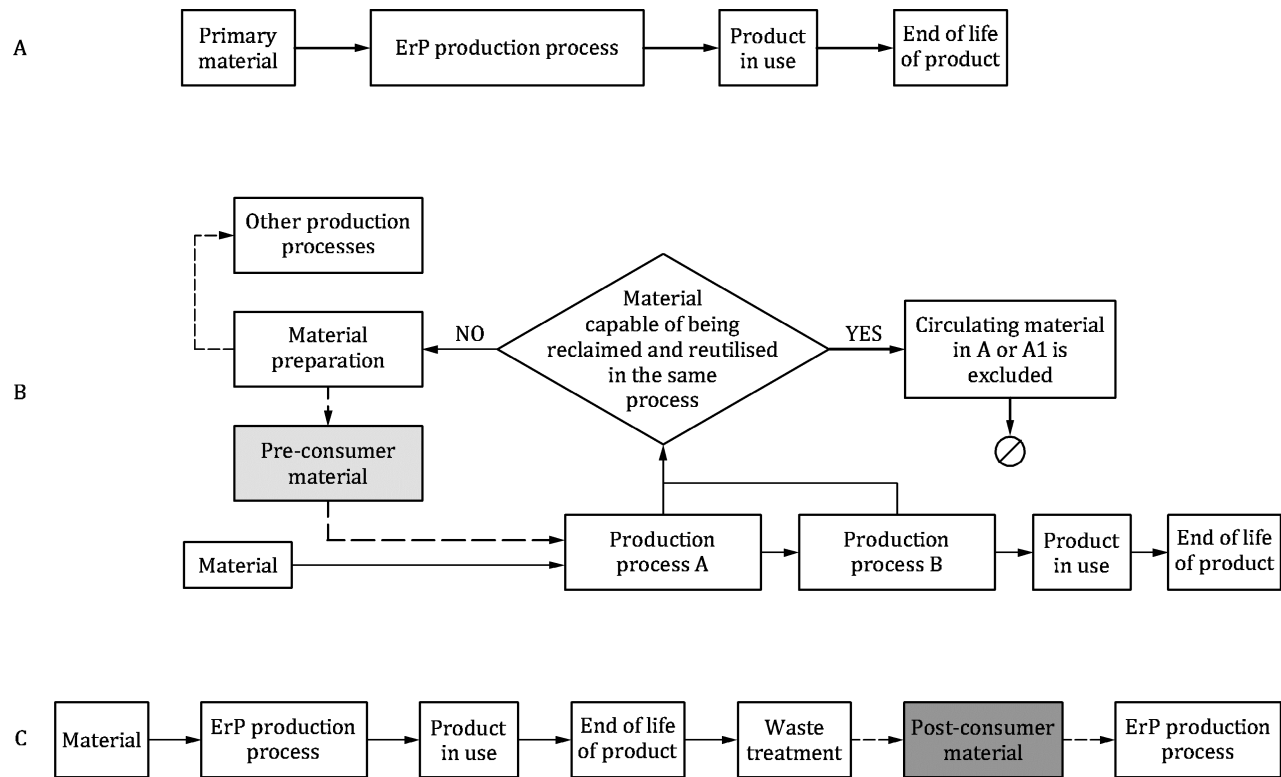 A
Primary
material
ErP production process
Product
in use
End of life
of product
B
Other production
processes
Material
preparation
NO
Material
capable of being
reclaimed and reutilised
in the same
process
YES
Circulating material
in A or A1 is
excluded
Pre-consumer
material
Material
Production
process A
Production
process B
Product
in use
End of life
of product
C
Material
ErP production
process
Product
in use
End of life
of product
Waste
treatment
Post-consumer
material
ErP production
process